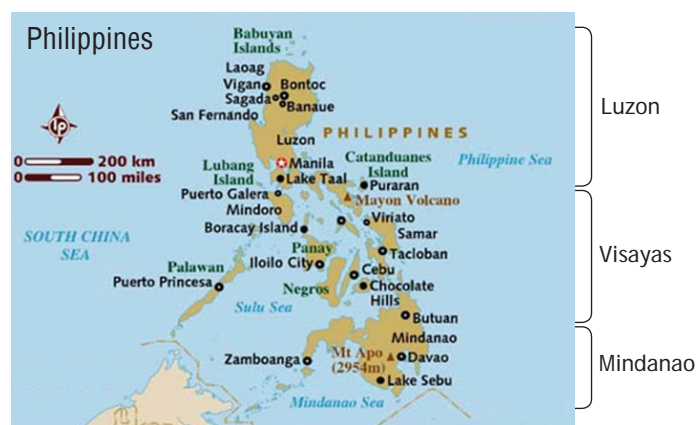 Philippines
Babuyan
Islands
Laoag
Vigan
Bontoc
Sagada
Banaue
San Fernando
Luzon
PHILIPPINES
Luzon
lp
0 200 km
0 100 miles
Manila
Lubang
Island
Lake Taal
Catanduanes
Island
Philippine Sea
Puraran
Puerto Galera
Mayon Volcano
Mindoro
Viriato
Boracay Island
Samar
SOUTH CHINA
SEA
Panay
Tacloban
Visayas
Palawan
Iloilo City
Cebu
Puerto Princesa
Negros
Chocolate
Hills
Sulu Sea
Butuan
Mindanao
Zamboanga
Mt Apo
(2954m)
Davao
Mindanao
Lake Sebu
Mindanao Sea